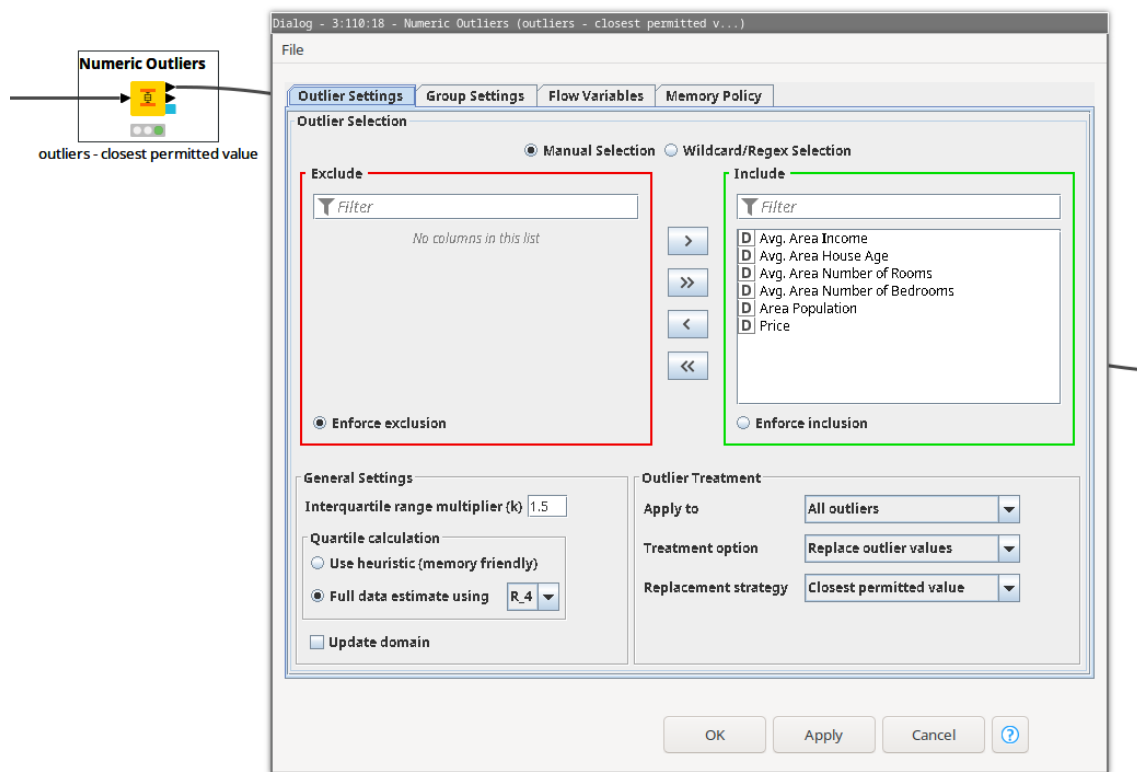 Dialog - 3:110:18 - Numeric Outliers (outliers - closest permitted v...)
File
Numeric Outliers
outliers - closest permitted value
Outlier Settings
Group Settings
Flow Variables
Memory Policy
Outlier Selection
Manual Selection
Wildcard/Regex Selection
Exclude
Filter
No columns in this list
Enforce exclusion
>
>>
<
<<
Include
Filter
D Avg. Area Income
D Avg. Area House Age
D Avg. Area Number of Rooms
D Avg. Area Number of Bedrooms
D Area Population
D Price
Enforce inclusion
General Settings
Interquartile range multiplier (k) 1.5
Quartile calculation
Use heuristic (memory friendly)
Full data estimate using R_4
Update domain
Outlier Treatment
Apply to All outliers
Treatment option Replace outlier values
Replacement strategy Closest permitted value
OK
Apply
Cancel
?